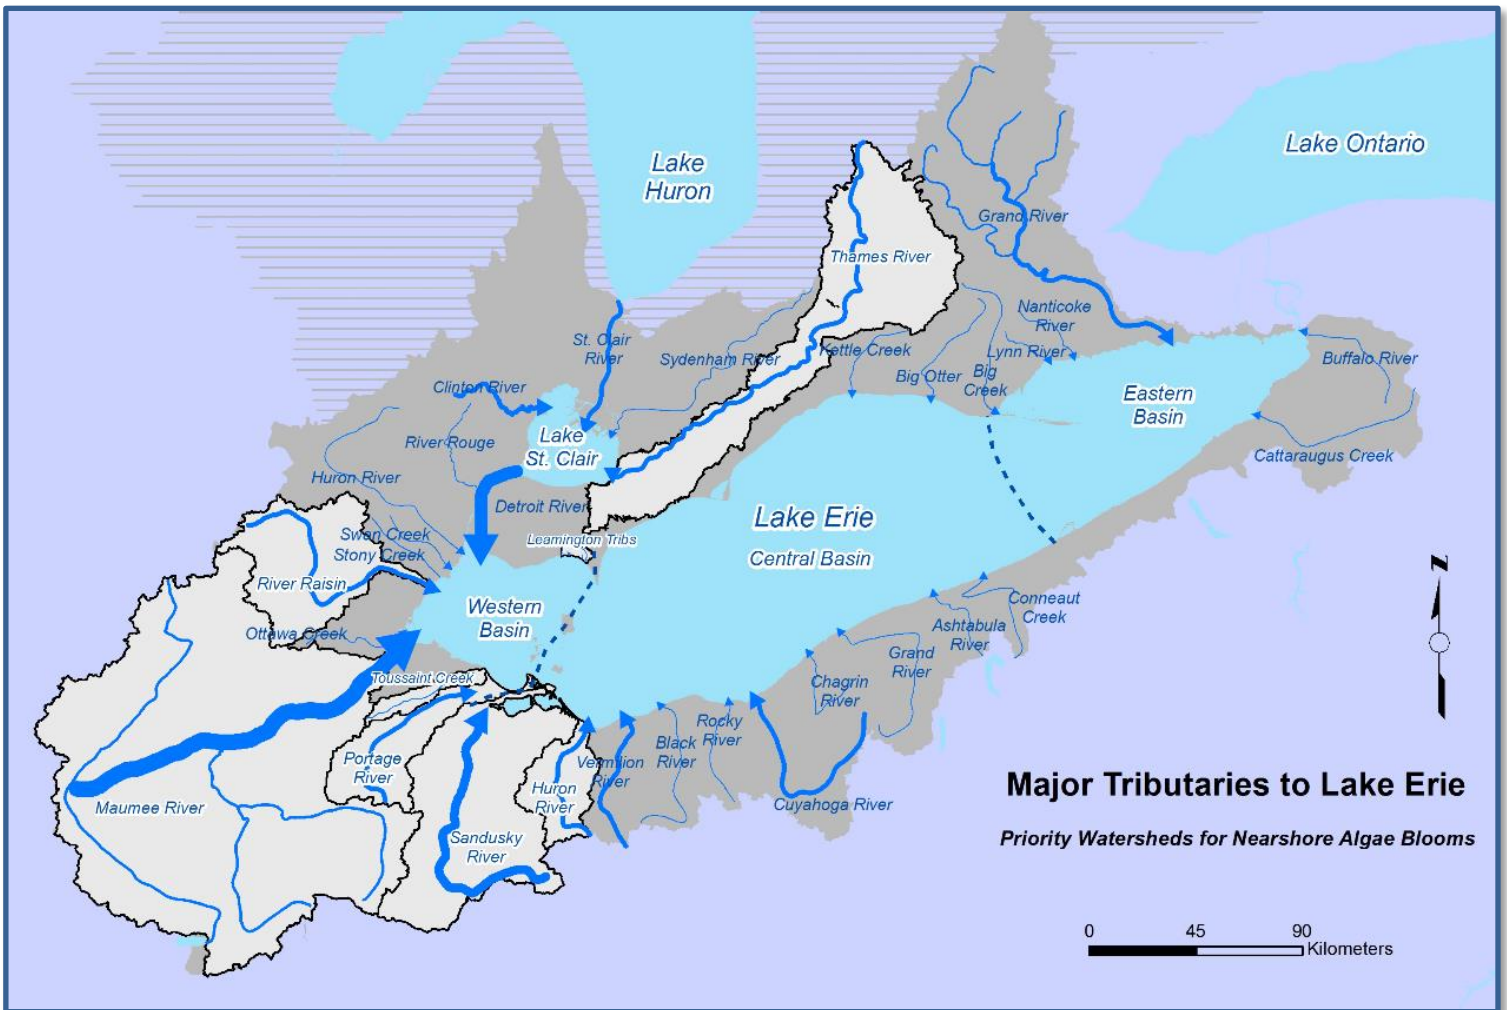 Lake
Huron
Lake Ontario
Grand River
Thames River
Nanticoke
River
St. Clair
River
Sydenham River
Kettle Creek
Lynn River
Buffalo River
Big Otter
Big
Creek
Clinton River
Eastern
Basin
River Rouge
Lake
St. Clair
Cattaraugus Creek
Huron River
Detroit River
Lake Erie
Central Basin
Swan Creek
Stony Creek
Leamington Tribs
River Raisin
Western
Basin
Conneaut
Creek
Ashtabula
River
Ottawa Creek
Grand
River
Toussaint Creek
Chagrin
River
Rocky
River
Black
River
Portage
River
Vermilion
River
Huron
River
Maumee River
Cuyahoga River
Sandusky
River
Z
Major Tributaries to Lake Erie
Priority Watersheds for Nearshore Algae Blooms
0 45 90
Kilometers